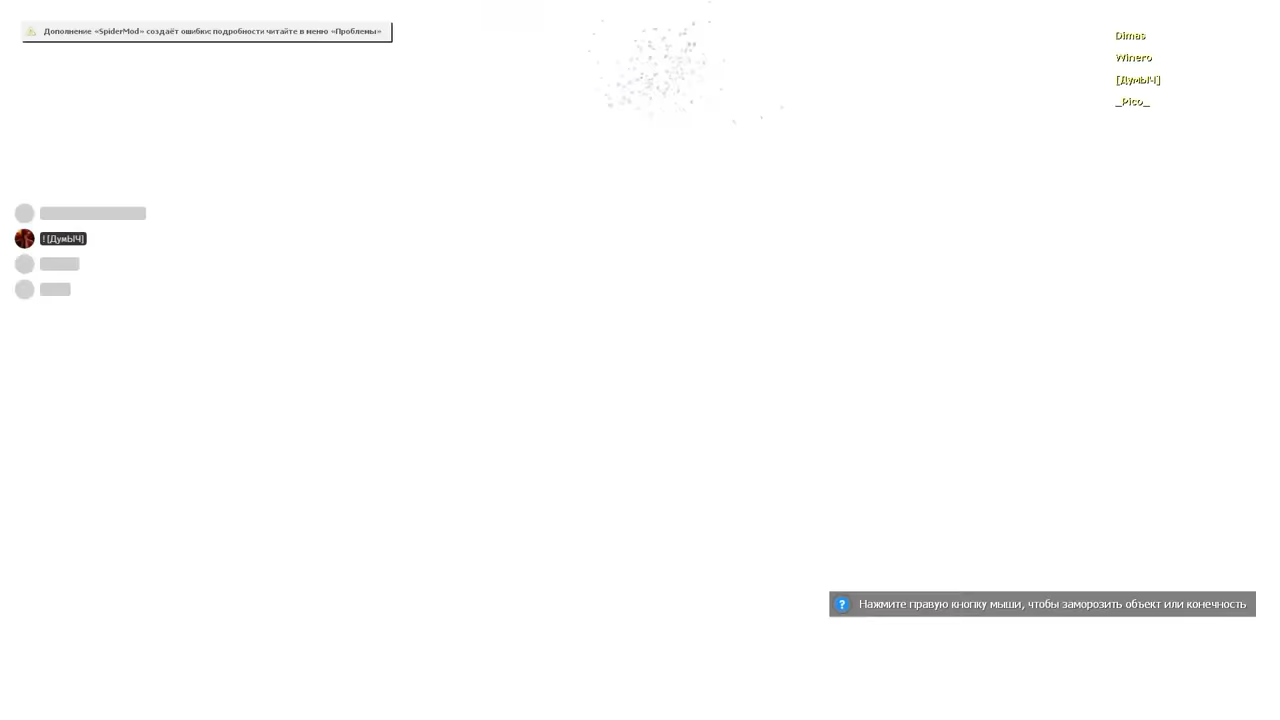 Дополнение «SpiderMod» создаёт ошибки; подробности читайте в меню «Проблемы»
Dimas
Winero
[ДумЫЧ]
_Pico_
! [ДумЫЧ]
Нажмите правую кнопку мыши, чтобы заморозить объект или конечность